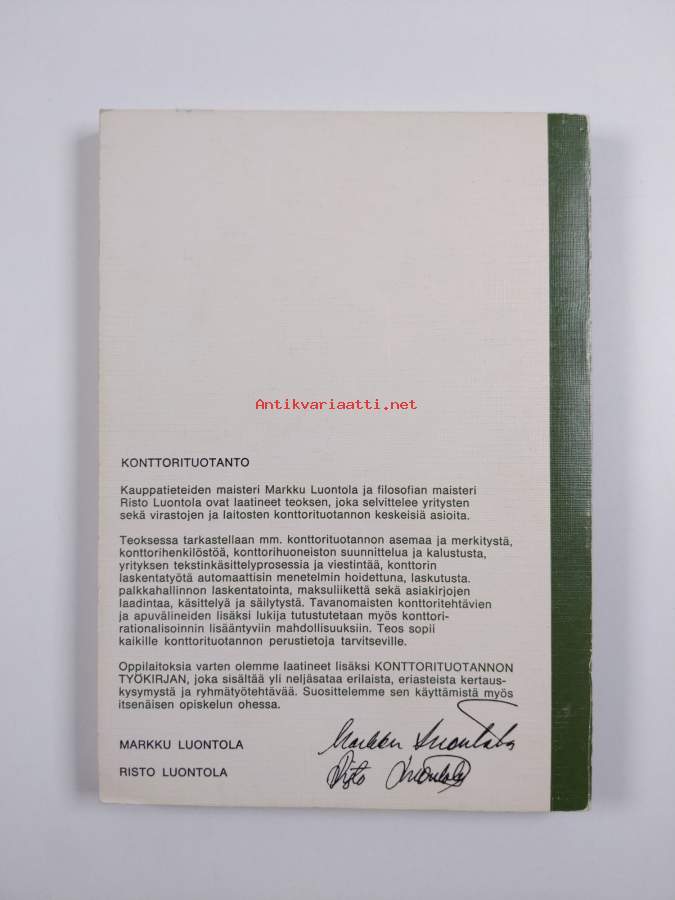 Antikvariaatti.net
KONTTORITUOTANTO
Kauppatieteiden maisteri Markku Luontola ja filosofian maisteri
Risto Luontola ovat laatineet teoksen, joka selvittelee yritysten
sekä virastojen ja laitosten konttorituotannon keskeisiä asioita.
Teoksessa tarkastellaan mm. konttorituotannon asemaa ja merkitystä,
konttorihenkilöstöä, konttorihuoneiston suunnittelua ja kalustusta,
yrityksen tekstinkäsittelyprosessia ja viestintää, konttorin
laskentatyötä automaattisin menetelmin hoidettuna, laskutusta.
palkkahallinnon laskentatointa, maksuliikettä sekä asiakirjojen
laadintaa, käsittelyä ja säilytystä. Tavanomaisten konttoritehtävien
ja apuvälineiden lisäksi lukija tutustutetaan myös konttori-
rationalisoinnin lisääntyviin mahdollisuuksiin. Teos sopii
kaikille konttorituotannon perustietoja tarvitseville.
Oppilaitoksia varten olemme laatineet lisäksi KONTTORITUOTANNON
TYÖKIRJAN, joka sisältää yli neljäsataa erilaista, eriasteista kertaus-
kysymystä ja ryhmätyötehtävää. Suosittelemme sen käyttämistä myös
itsenäisen opiskelun ohessa.
MARKKU LUONTOLA Markku Luontola
RISTO LUONTOLA Risto Luontola